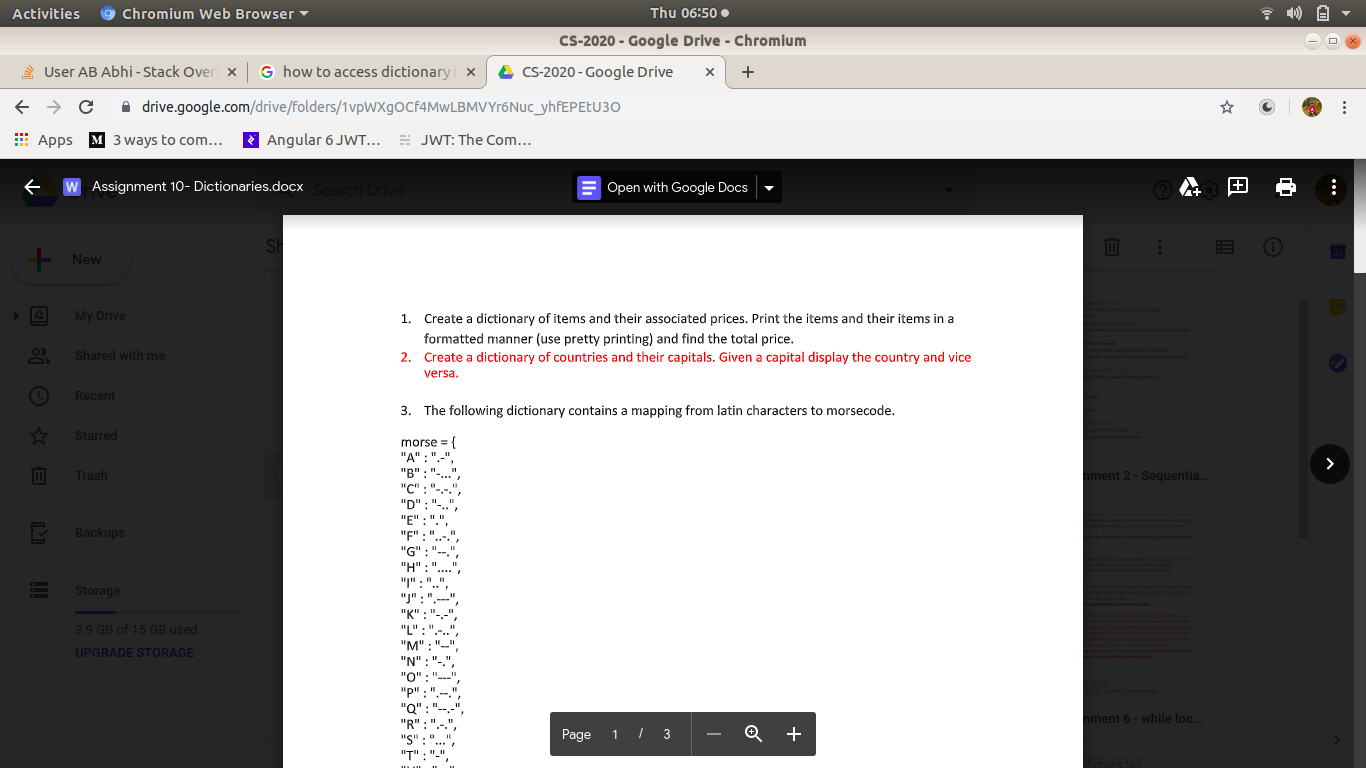 Activities Chromium Web Browser Thu 06:50
CS-2020 - Google Drive - Chromium
User AB Abhi - Stack Over how to access dictionary i CS-2020 - Google Drive
drive.google.com/drive/folders/1vpWXgOCf4MwLBMVYr6Nuc_yhfEPEtU3O
Apps M 3 ways to com... Angular 6 JWT... JWT: The Com...
W Assignment 10- Dictionaries.docx Search Drive Open with Google Docs
New
My Drive
Shared with me
Recent
Starred
Trash
Backups
Storage
3.9 GB of 15 GB used
UPGRADE STORAGE
1. Create a dictionary of items and their associated prices. Print the items and their items in a
formatted manner (use pretty printing) and find the total price.
2. Create a dictionary of countries and their capitals. Given a capital display the country and vice
versa.
3. The following dictionary contains a mapping from latin characters to morsecode.
morse = {
"A" : ".-",
"B" : "-...",
"C" : "-.-.",
"D" : "-..",
"E" : ".",
"F" : "..-.",
"G" : "--.",
"H" : "....",
"I" : "..",
"J" : ".---",
"K" : "-.-",
"L" : ".-..",
"M" : "--",
"N" : "-.",
"O" : "---",
"P" : ".--.",
"Q" : "--.-",
"R" : ".-.",
"S" : "...",
"T" : "-",
Page 1 / 3
nment 2 - Sequentia...
nment 6 - while loo...